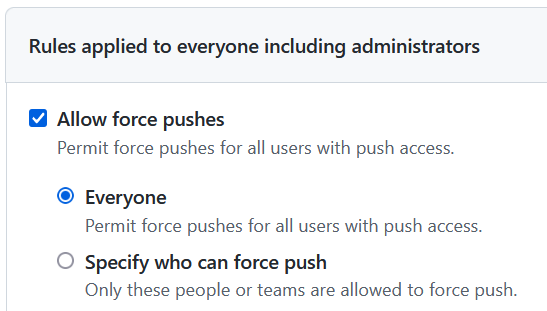 Rules applied to everyone including administrators
Allow force pushes
Permit force pushes for all users with push access.
Everyone
Permit force pushes for all users with push access.
Specify who can force push
Only these people or teams are allowed to force push.